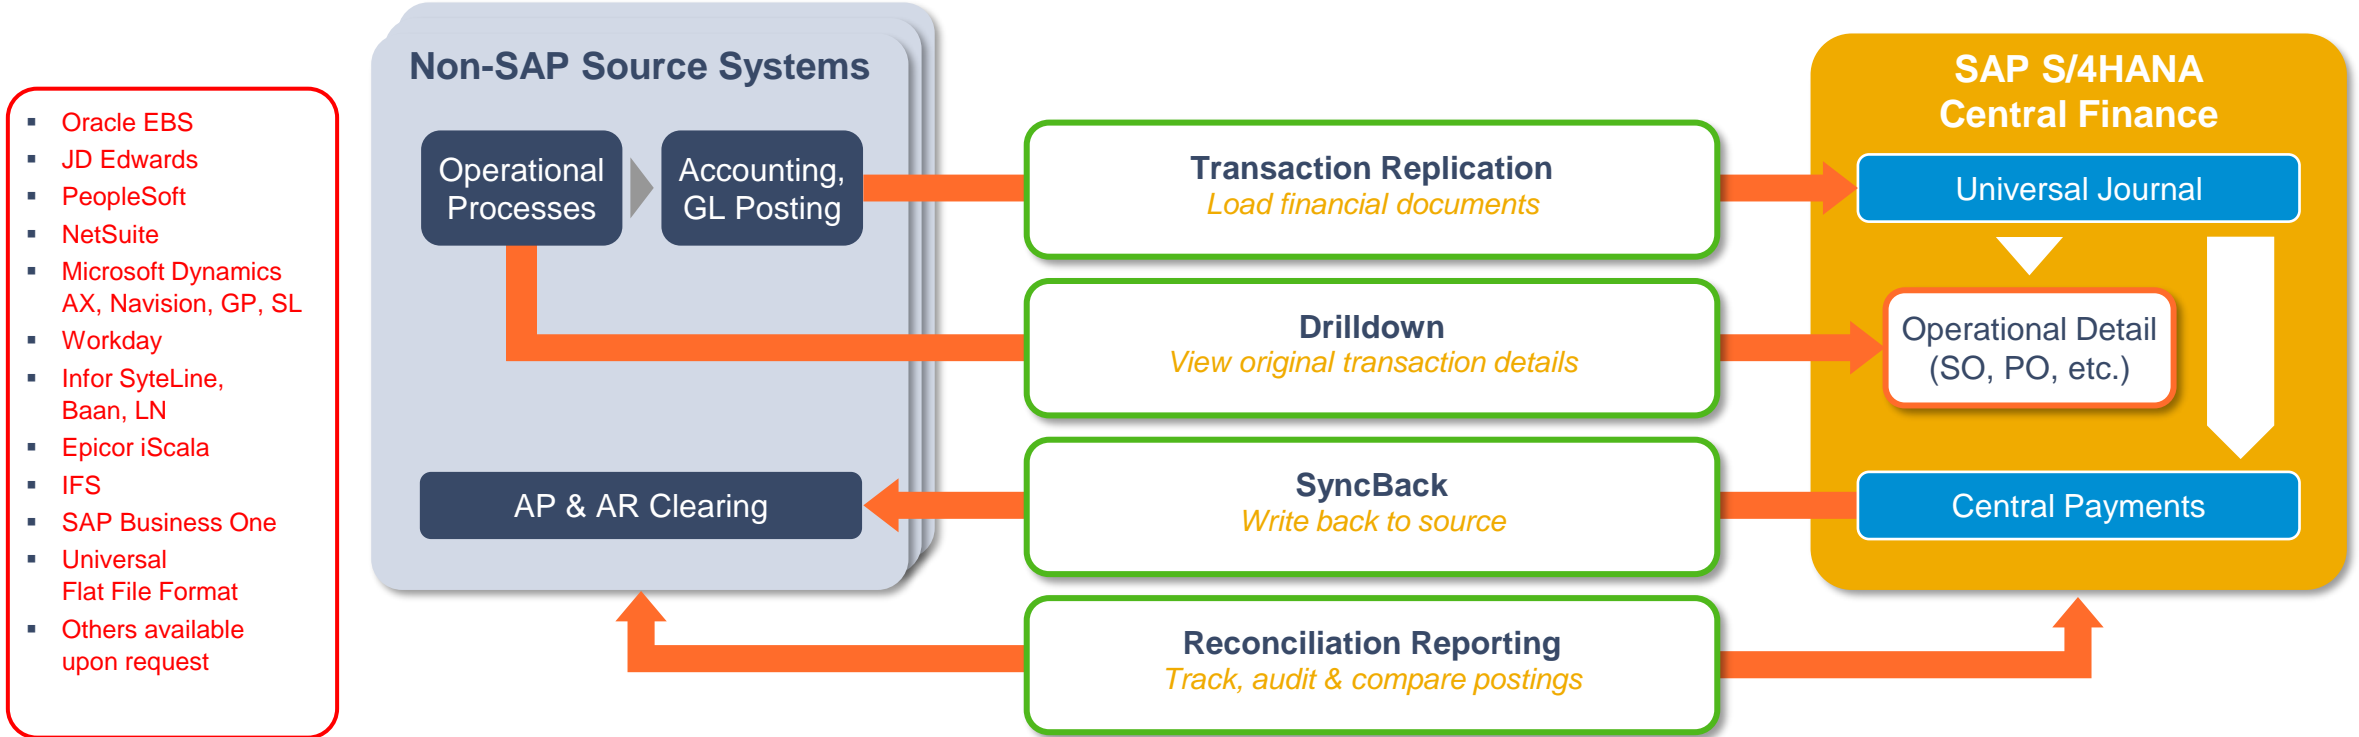 Oracle EBS
JD Edwards
PeopleSoft
NetSuite
Microsoft Dynamics
AX, Navision, GP, SL
Workday
Infor SyteLine,
Baan, LN
Epicor iScala
IFS
SAP Business One
Universal
Flat File Format
Others available
upon request
Non-SAP Source Systems
Operational
Processes
Accounting,
GL Posting
AP & AR Clearing
Transaction Replication
Load financial documents
Drilldown
View original transaction details
SyncBack
Write back to source
Reconciliation Reporting
Track, audit & compare postings
SAP S/4HANA
Central Finance
Universal Journal
Operational Detail
(SO, PO, etc.)
Central Payments